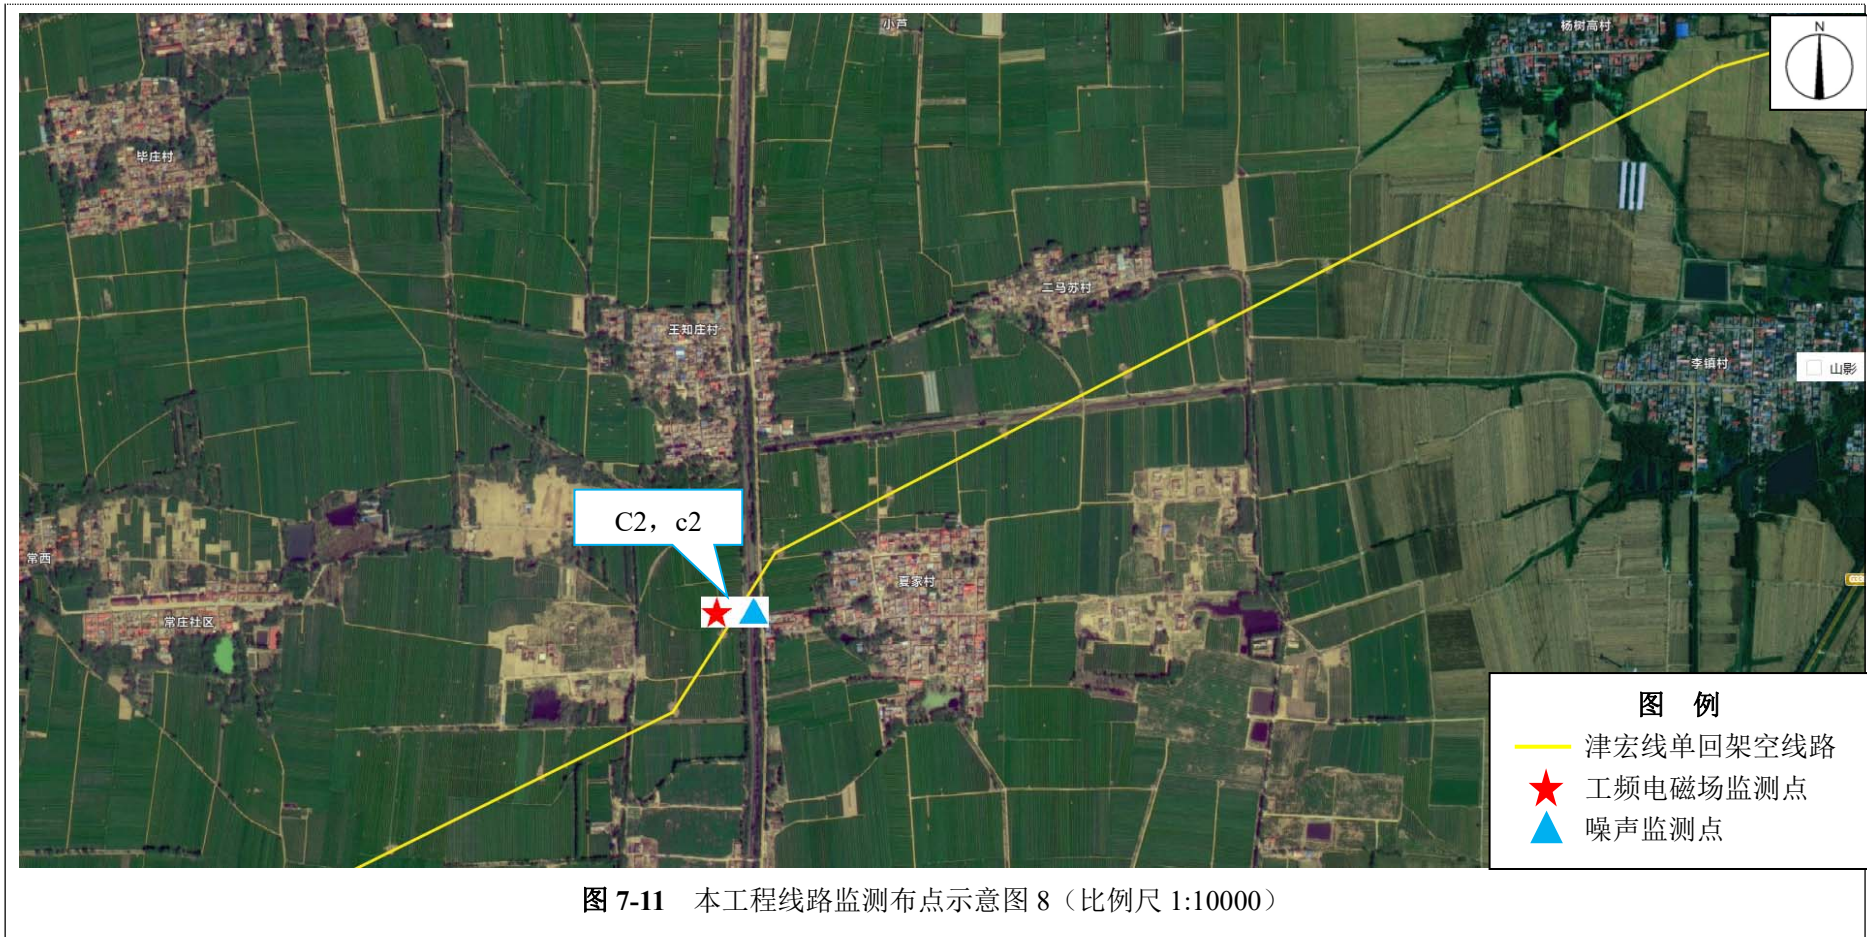 小芦
杨树高村
N
毕庄村
二马苏村
王知庄村
李镇村
山影
C2，c2
常西
夏家村
常庄社区
图 例
津宏线单回架空线路
工频电磁场监测点
噪声监测点
图 7-11 本工程线路监测布点示意图 8（比例尺 1:10000）